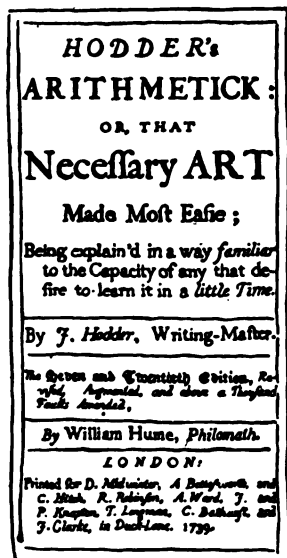 HODDER's
ARITHMETICK:
OR, THAT
Neceſſary ART
Made Moſt Eaſie;
Being explain'd in a way familiar
to the Capacity of any that de-
ſire to learn it in a little Time.
By J. Hodder, Writing-Maſter.
The Seven and Twentieth Edition, Re-
viſed, Augmented, and above a Thouſand
Faults Amended,
By William Hume, Philomath.
LONDON:
Printed for D. Midwinter, A. Betteſworth and
C. Hitch, R. Robinſon, A. Ward, J. and
P. Knapton, T. Longman, C. Bathurſt, and
J. Clarke, in Duck-Lane. 1739.